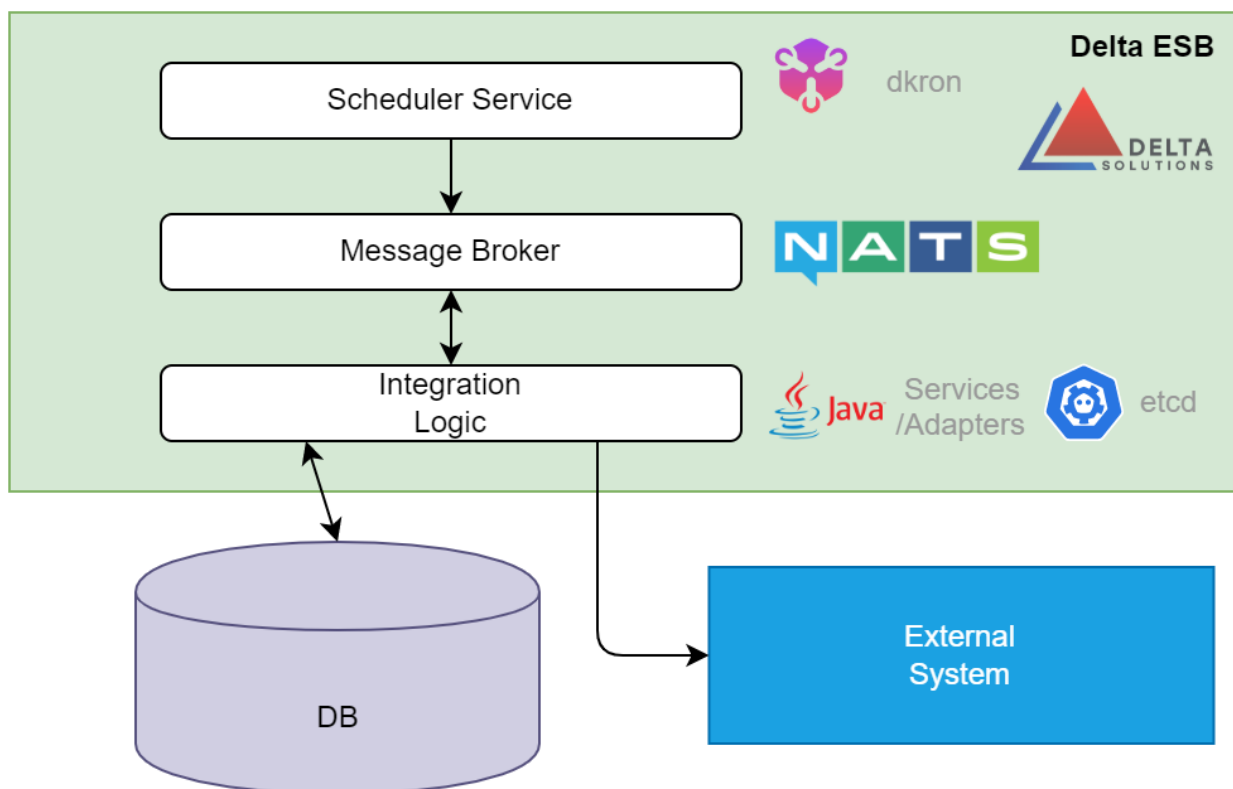 Delta ESB
Scheduler Service
dkron
DELTA
SOLUTIONS
Message Broker
NATS
Integration
Logic
Java
Services
/Adapters
etcd
DB
External
System